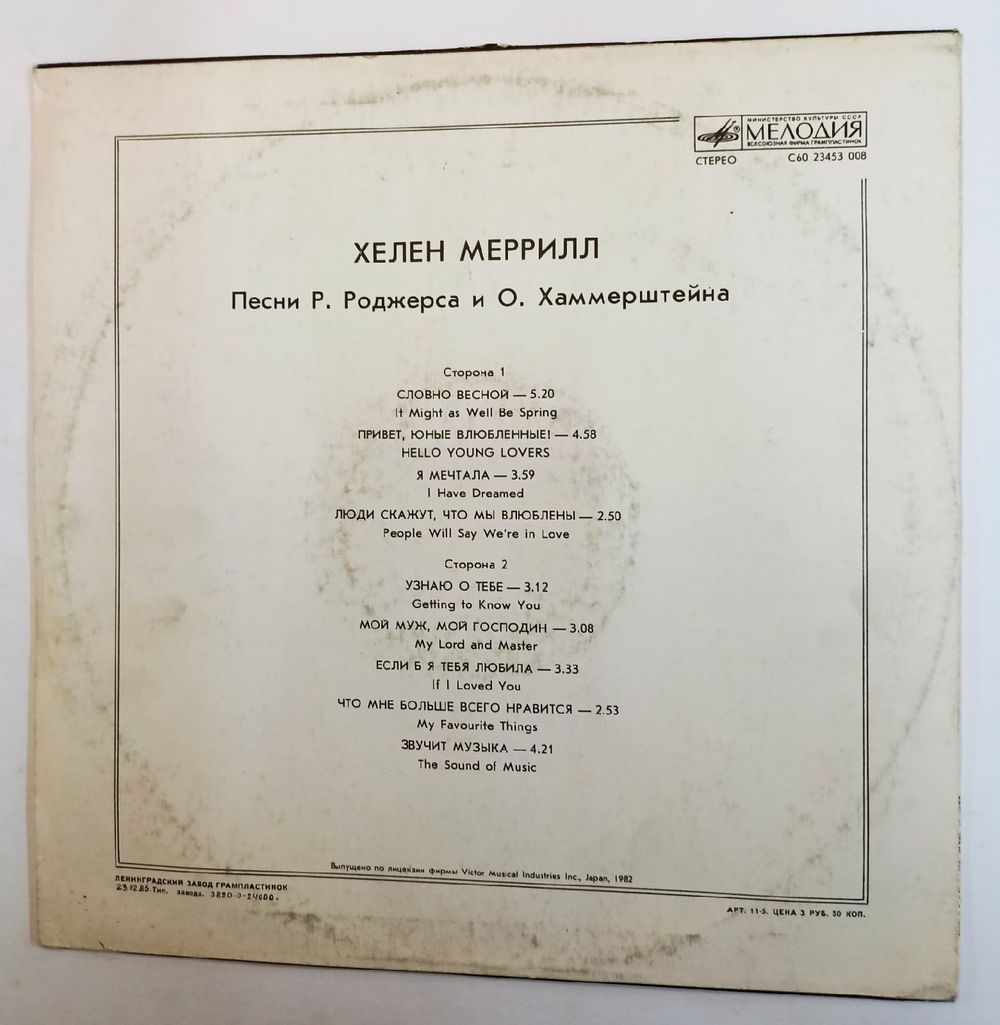 МИНИСТЕРСТВО КУЛЬТУРЫ СССР
МЕЛОДИЯ
ВСЕСОЮЗНАЯ ФИРМА ГРАМПЛАСТИНОК
СТЕРЕО С60 23453 008
ХЕЛЕН МЕРРИЛЛ
Песни Р. Роджерса и О. Хаммерштейна
Сторона 1
СЛОВНО ВЕСНОЙ — 5.20
It Might as Well Be Spring
ПРИВЕТ, ЮНЫЕ ВЛЮБЛЕННЫЕ! — 4.58
HELLO YOUNG LOVERS
Я МЕЧТАЛА — 3.59
I Have Dreamed
ЛЮДИ СКАЖУТ, ЧТО МЫ ВЛЮБЛЕНЫ — 2.50
People Will Say We're in Love
Сторона 2
УЗНАЮ О ТЕБЕ — 3.12
Getting to Know You
МОЙ МУЖ, МОЙ ГОСПОДИН — 3.08
My Lord and Master
ЕСЛИ Б Я ТЕБЯ ЛЮБИЛА — 3.33
If I Loved You
ЧТО МНЕ БОЛЬШЕ ВСЕГО НРАВИТСЯ — 2.53
My Favourite Things
ЗВУЧИТ МУЗЫКА — 4.21
The Sound of Music
Выпущено по лицензии фирмы Victor Musical Industries Inc., Japan, 1982
ЛЕНИНГРАДСКИЙ ЗАВОД ГРАМПЛАСТИНОК
Тип. завода.
АРТ. 11-5. ЦЕНА 3 РУБ. 50 КОП.